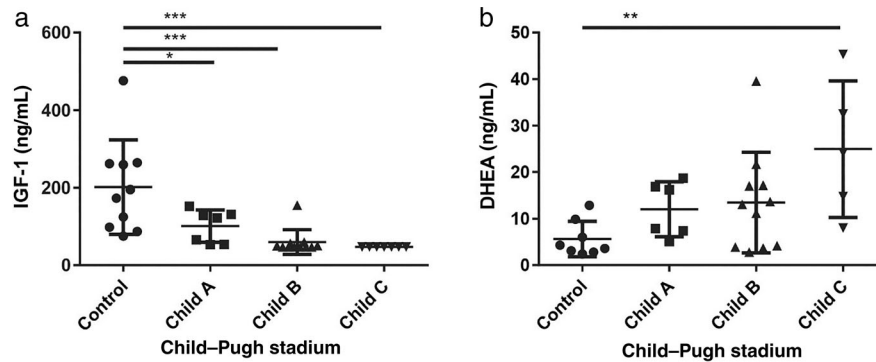 a
***
***
*
600
400
200
0
IGF-1 (ng/mL)
Control
Child A
Child B
Child C
Child–Pugh stadium
b
**
50
40
30
20
10
0
DHEA (ng/mL)
Control
Child A
Child B
Child C
Child–Pugh stadium